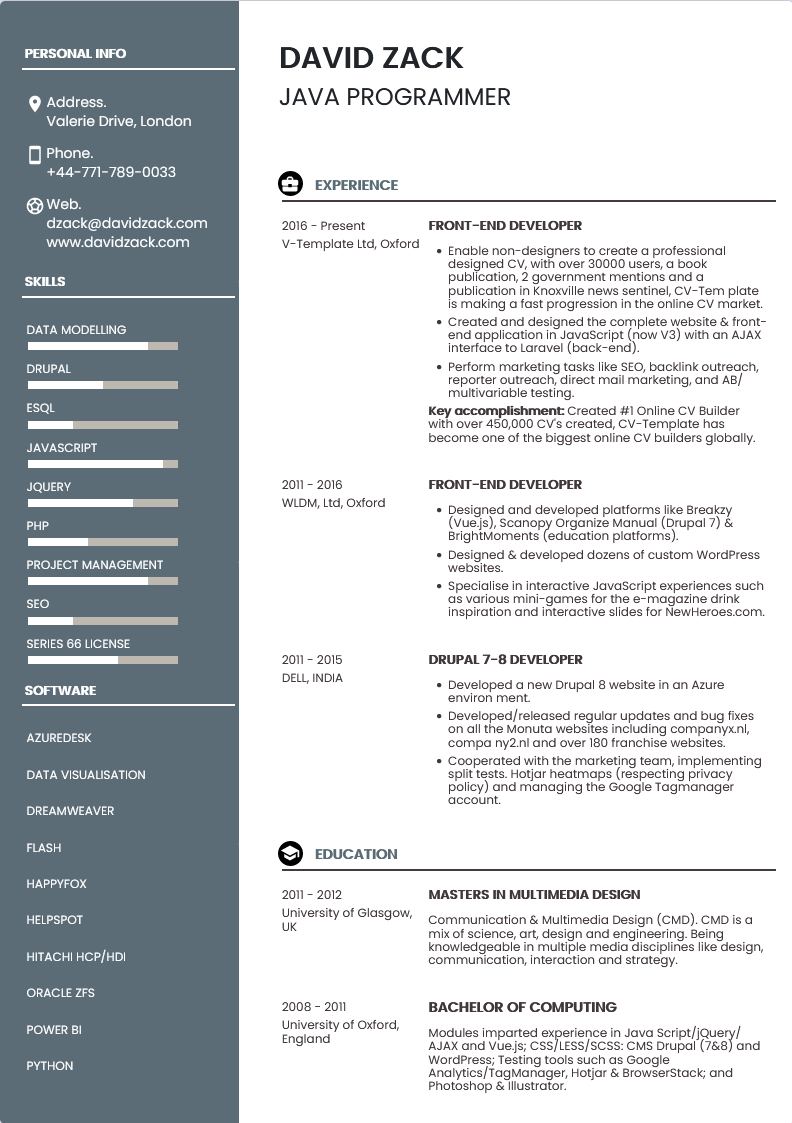 PERSONAL INFO
Address.
Valerie Drive, London
Phone.
+44-771-789-0033
Web.
dzack@davidzack.com
www.davidzack.com
SKILLS
DATA MODELLING
DRUPAL
ESQL
JAVASCRIPT
JQUERY
PHP
PROJECT MANAGEMENT
SEO
SERIES 66 LICENSE
SOFTWARE
AZUREDESK
DATA VISUALISATION
DREAMWEAVER
FLASH
HAPPYFOX
HELPSPOT
HITACHI HCP/HDI
ORACLE ZFS
POWER BI
PYTHON
DAVID ZACK
JAVA PROGRAMMER
EXPERIENCE
2016 - Present
V-Template Ltd, Oxford
FRONT-END DEVELOPER
• Enable non-designers to create a professional
designed CV, with over 30000 users, a book
publication, 2 government mentions and a
publication in Knoxville news sentinel, CV-Tem plate
is making a fast progression in the online CV market.
• Created and designed the complete website & front-
end application in JavaScript (now V3) with an AJAX
interface to Laravel (back-end).
• Perform marketing tasks like SEO, backlink outreach,
reporter outreach, direct mail marketing, and AB/
multivariable testing.
Key accomplishment: Created #1 Online CV Builder
with over 450,000 CV's created, CV-Template has
become one of the biggest online CV builders globally.
2011 - 2016
WLDM, Ltd, Oxford
FRONT-END DEVELOPER
• Designed and developed platforms like Breakzy
(Vue.js), Scanopy Organize Manual (Drupal 7) &
BrightMoments (education platforms).
• Designed & developed dozens of custom WordPress
websites.
• Specialise in interactive JavaScript experiences such
as various mini-games for the e-magazine drink
inspiration and interactive slides for NewHeroes.com.
2011 - 2015
DELL, INDIA
DRUPAL 7-8 DEVELOPER
• Developed a new Drupal 8 website in an Azure
environ ment.
• Developed/released regular updates and bug fixes
on all the Monuta websites including companyx.nl,
compa ny2.nl and over 180 franchise websites.
• Cooperated with the marketing team, implementing
split tests. Hotjar heatmaps (respecting privacy
policy) and managing the Google Tagmanager
account.
EDUCATION
2011 - 2012
University of Glasgow,
UK
MASTERS IN MULTIMEDIA DESIGN
Communication & Multimedia Design (CMD). CMD is a
mix of science, art, design and engineering. Being
knowledgeable in multiple media disciplines like design,
communication, interaction and strategy.
2008 - 2011
University of Oxford,
England
BACHELOR OF COMPUTING
Modules imparted experience in Java Script/jQuery/
AJAX and Vue.js; CSS/LESS/SCSS: CMS Drupal (7&8) and
WordPress; Testing tools such as Google
Analytics/TagManager, Hotjar & BrowserStack; and
Photoshop & Illustrator.